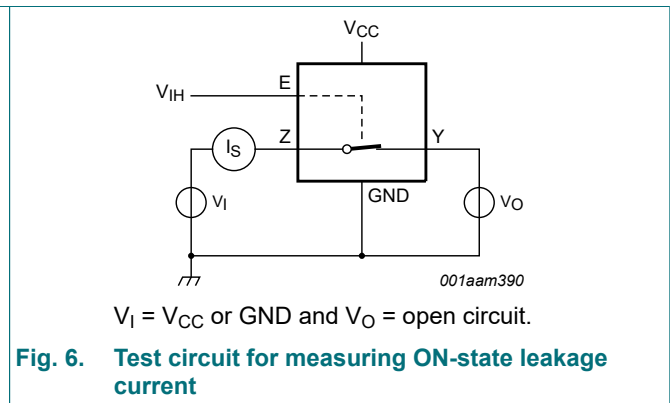 VCC
VIH
E
IS
Z
Y
VI
GND
VO
001aam390
VI = VCC or GND and VO = open circuit.
Fig. 6. Test circuit for measuring ON-state leakage
current